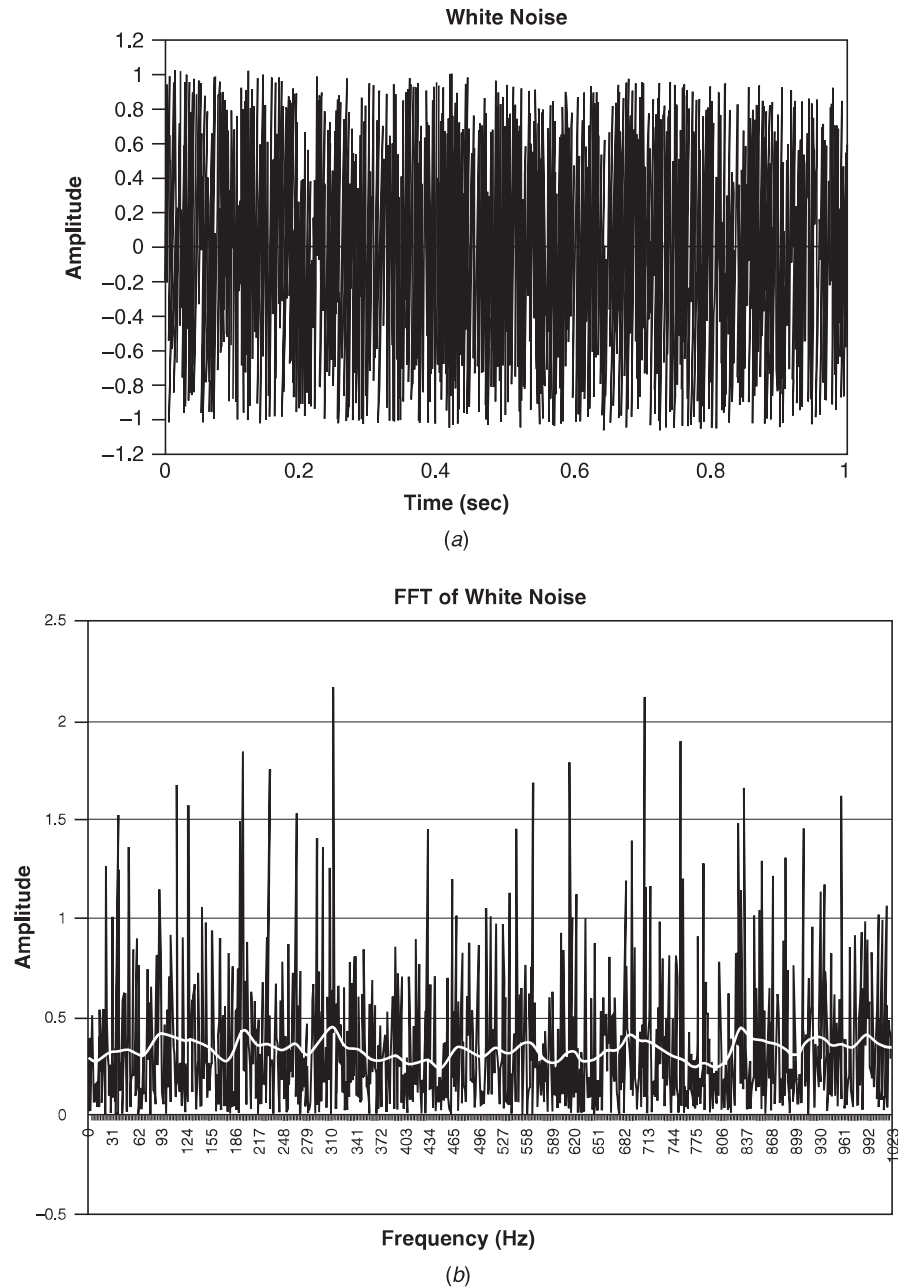 White Noise
1.2
1
0.8
0.6
0.4
0.2
0
−0.2
−0.4
−0.6
−0.8
−1
−1.2
Amplitude
0 0.2 0.4 0.6 0.8 1
Time (sec)
(a)
FFT of White Noise
2.5
2
1.5
1
0.5
0
−0.5
Amplitude
0 31 62 93 124 155 186 217 248 279 310 341 372 403 434 465 496 527 558 589 620 651 682 713 744 775 806 837 868 899 930 961 992 1023
Frequency (Hz)
(b)